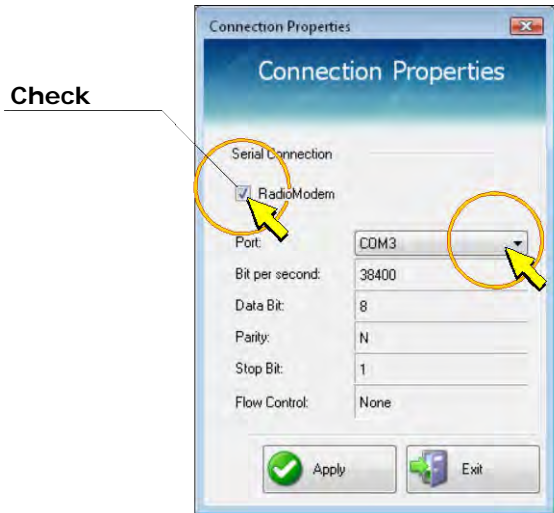 Connection Properties
Connection Properties
Check
Serial Connection
RadioModem
Port: COM3
Bit per second: 38400
Data Bit: 8
Parity: N
Stop Bit: 1
Flow Control: None
Apply Exit